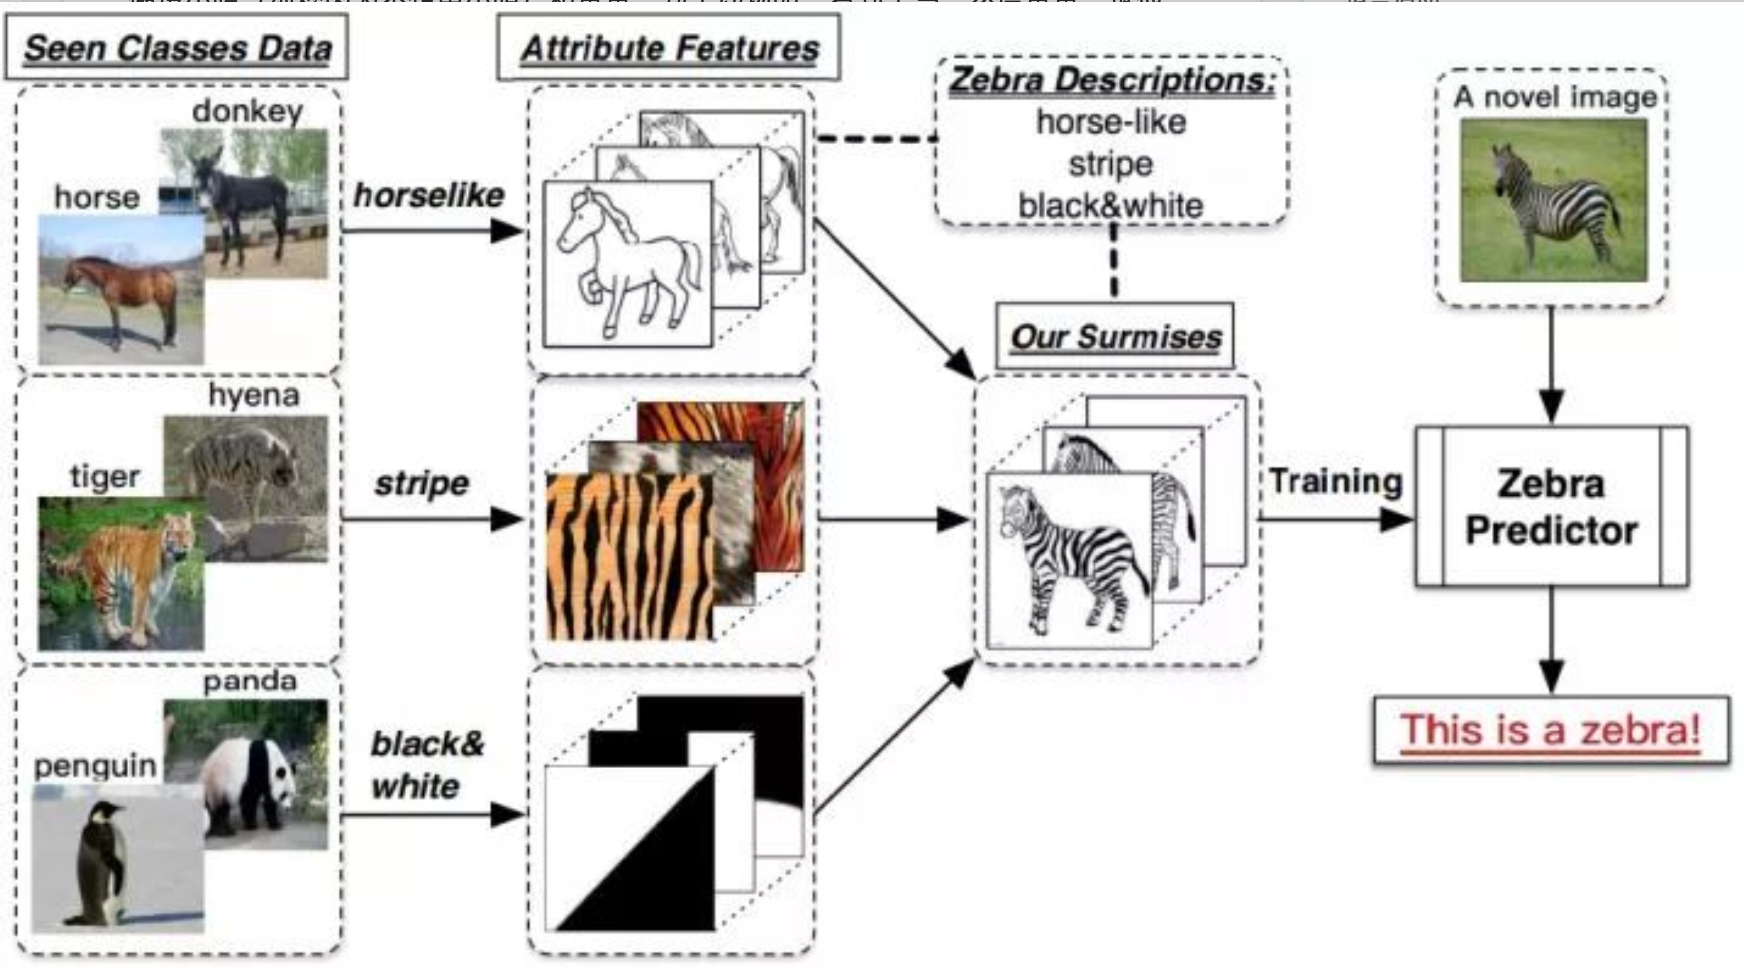 Seen Classes Data
donkey
horse
horselike
hyena
tiger
stripe
panda
penguin
black&
white
Attribute Features
Zebra Descriptions:
horse-like
stripe
black&white
Our Surmises
Training
A novel image
Zebra
Predictor
This is a zebra!